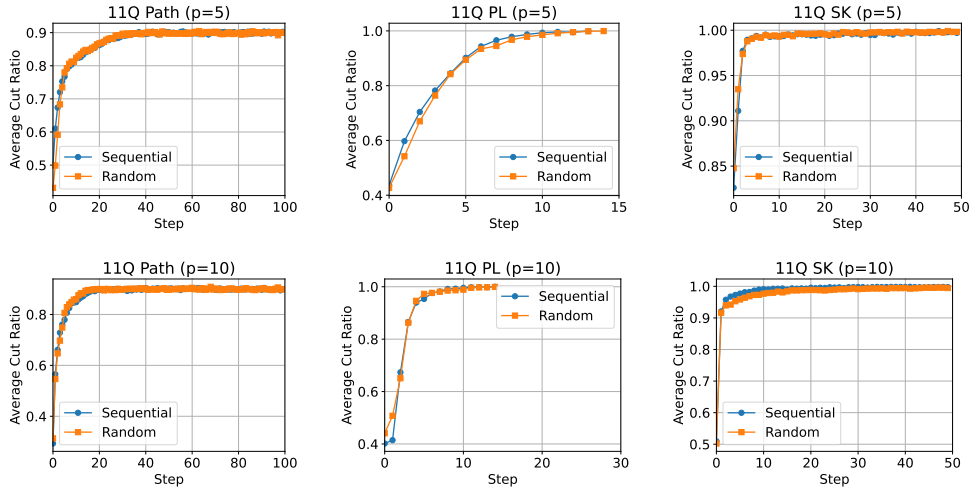 11Q Path (p=5)
Average Cut Ratio
0.9
0.8
0.7
0.6
0.5
Sequential
Random
0 20 40 60 80 100
Step
11Q PL (p=5)
Average Cut Ratio
1.0
0.8
0.6
0.4
Sequential
Random
0 5 10 15
Step
11Q SK (p=5)
Average Cut Ratio
1.00
0.95
0.90
0.85
Sequential
Random
0 10 20 30 40 50
Step
11Q Path (p=10)
Average Cut Ratio
0.8
0.6
0.4
Sequential
Random
0 20 40 60 80 100
Step
11Q PL (p=10)
Average Cut Ratio
1.0
0.8
0.6
0.4
Sequential
Random
0 10 20 30
Step
11Q SK (p=10)
Average Cut Ratio
1.0
0.9
0.8
0.7
0.6
0.5
Sequential
Random
0 10 20 30 40 50
Step